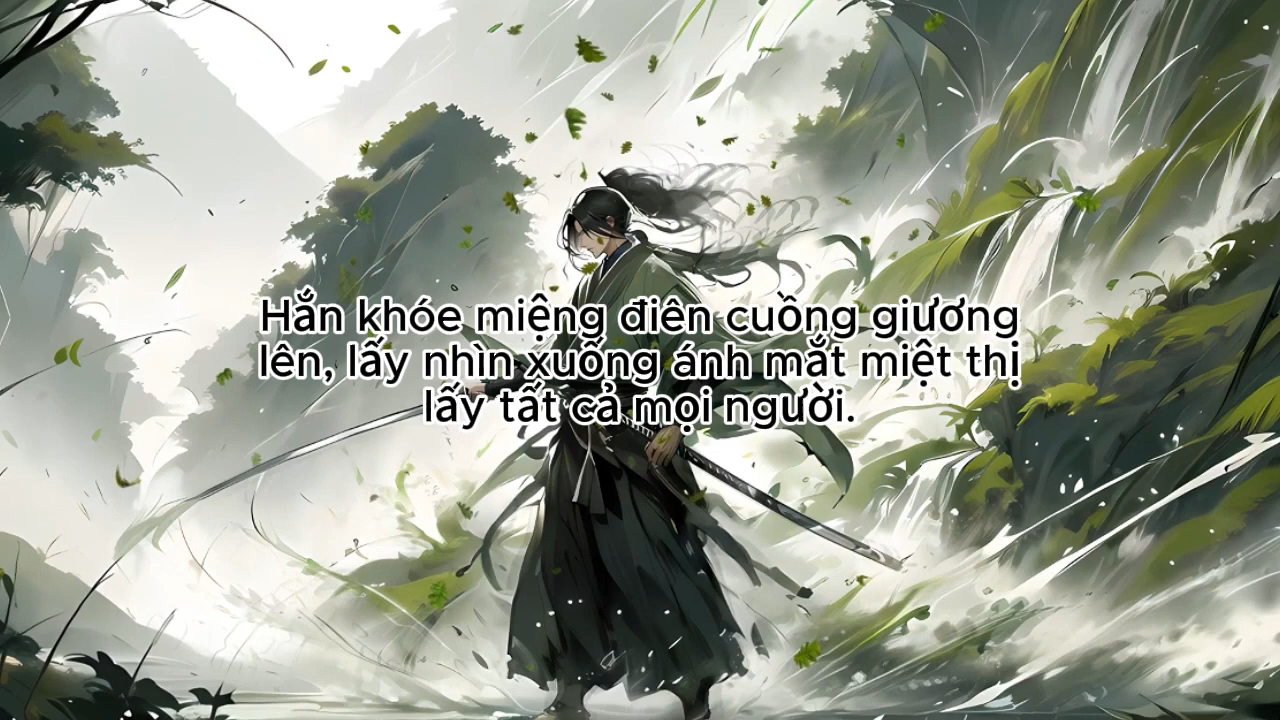 Hắn khóe miệng điên cuồng giương
lên, lấy nhìn xuống ánh mắt miệt thị
lấy tất cả mọi người.